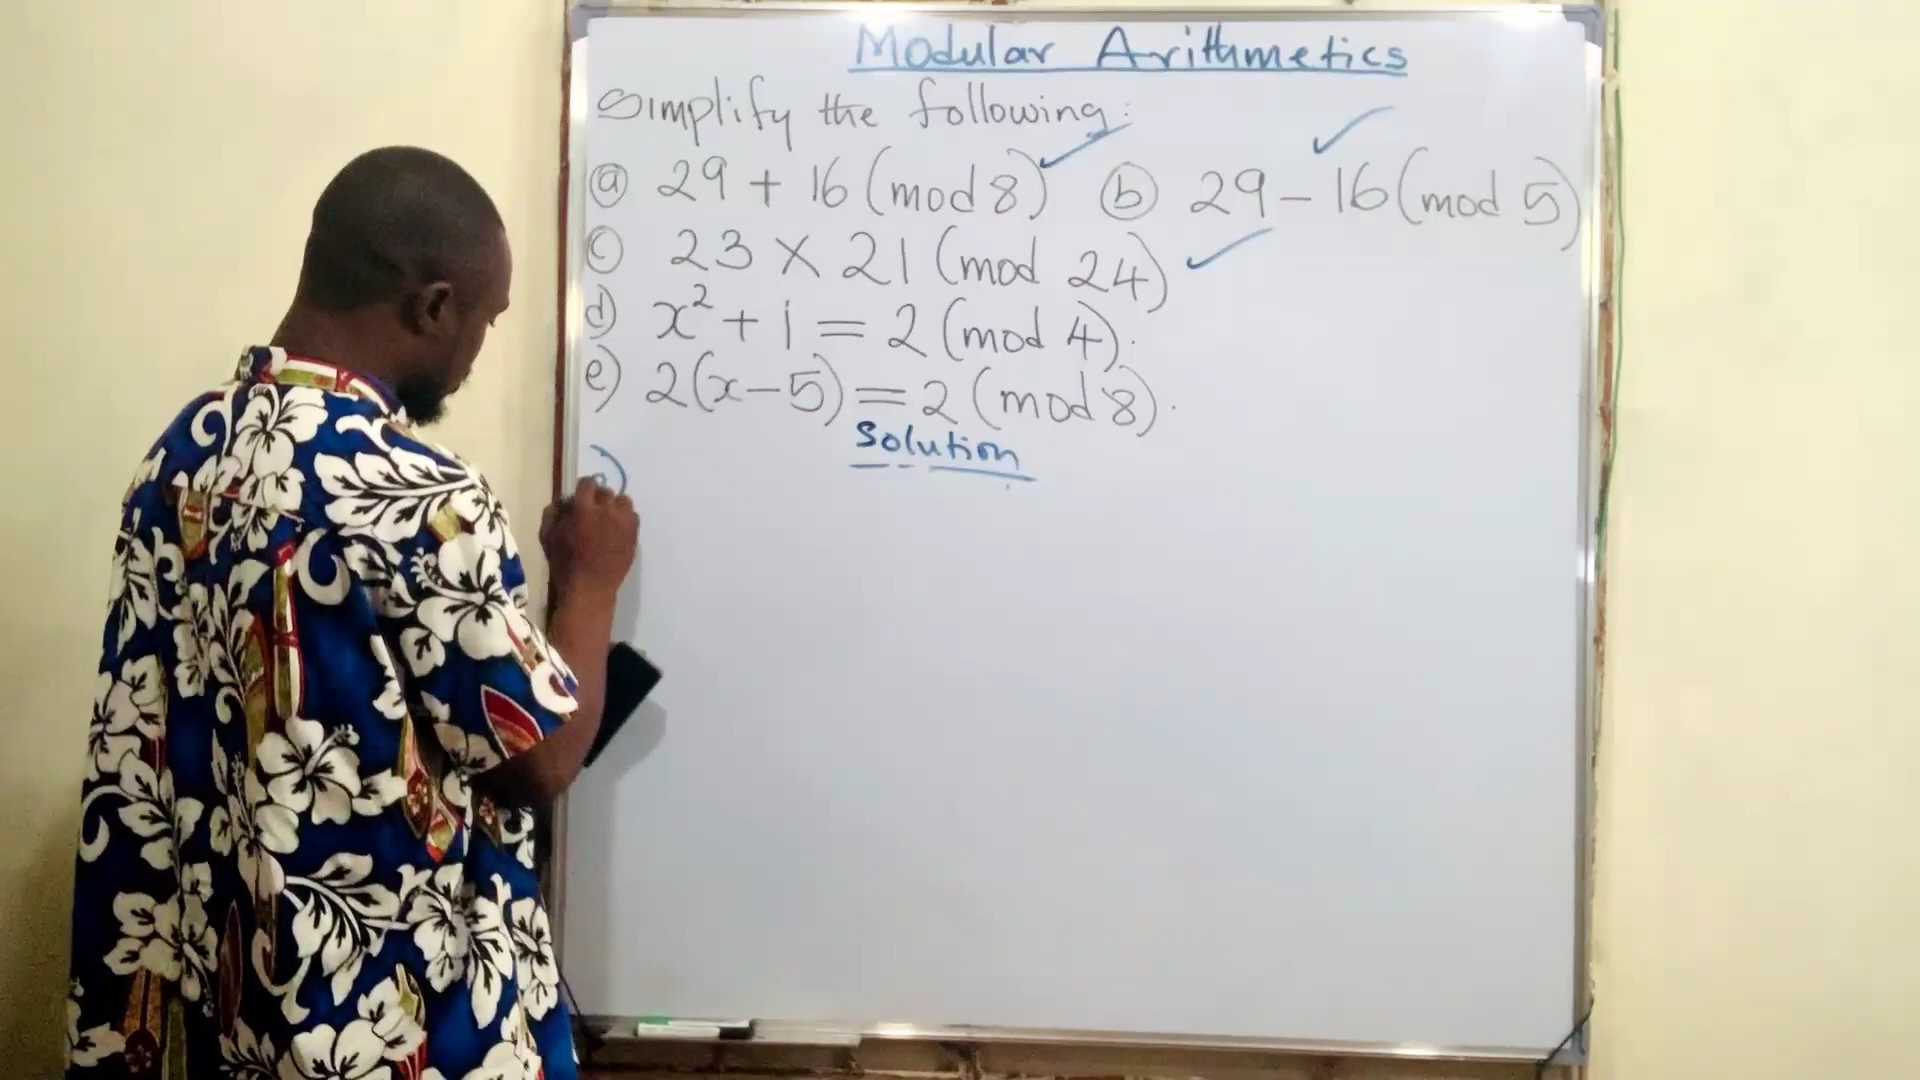 Modular Arithmetics
Simplify the following:
(a) 29 + 16 (mod 8) (b) 29 - 16 (mod 5)
(c) 23 × 21 (mod 24)
d) x² + 1 = 2 (mod 4).
e) 2(x-5) = 2 (mod 8).
Solution